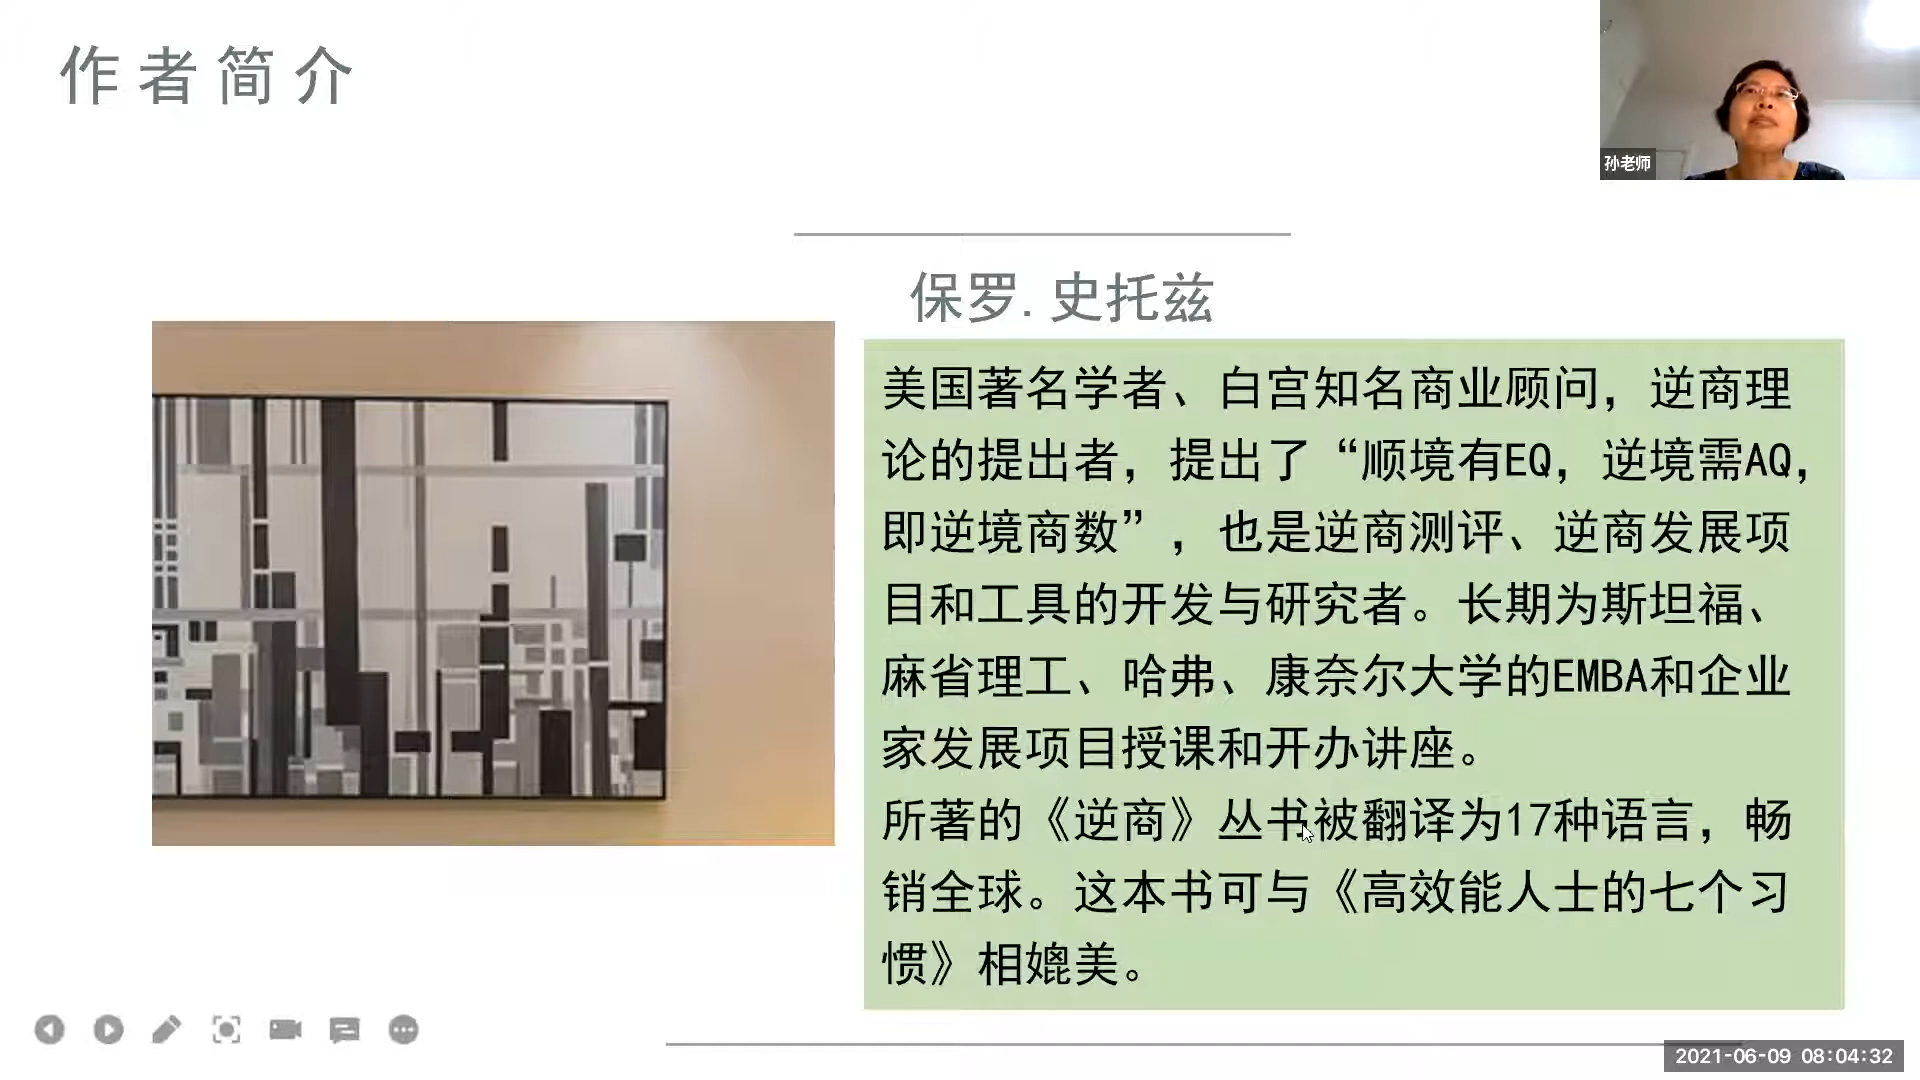 作者简介
孙老师
保罗.史托兹
美国著名学者、白宫知名商业顾问，逆商理
论的提出者，提出了“顺境有EQ，逆境需AQ，
即逆境商数”，也是逆商测评、逆商发展项
目和工具的开发与研究者。长期为斯坦福、
麻省理工、哈弗、康奈尔大学的EMBA和企业
家发展项目授课和开办讲座。
所著的《逆商》丛书被翻译为17种语言，畅
销全球。这本书可与《高效能人士的七个习
惯》相媲美。
2021-06-09 08:04:32